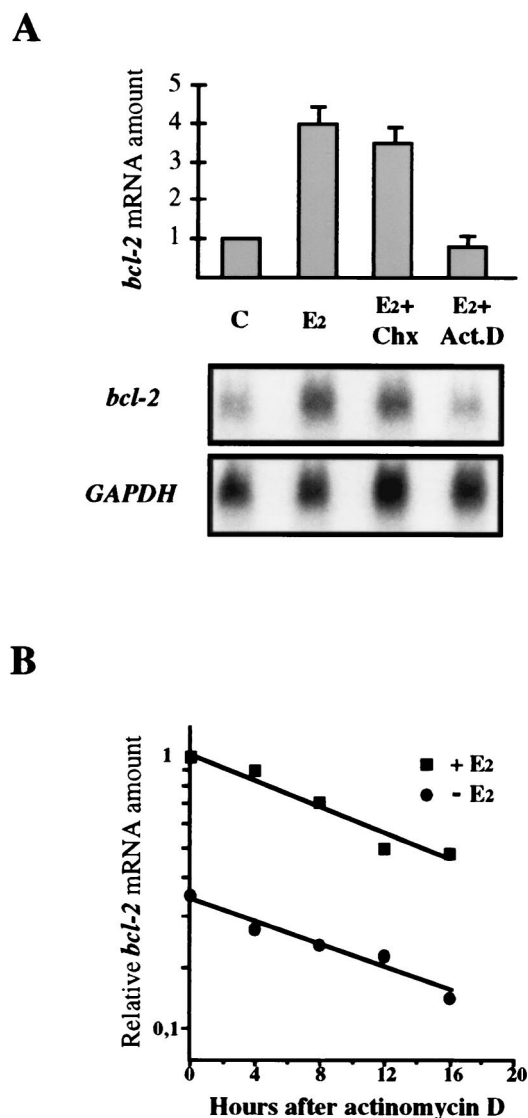 A
bcl-2 mRNA amount
5
4
3
2
1
C
E2
E2+
Chx
E2+
Act.D
bcl-2
GAPDH
B
Relative bcl-2 mRNA amount
1
0,1
+ E2
- E2
0 4 8 12 16 20
Hours after actinomycin D